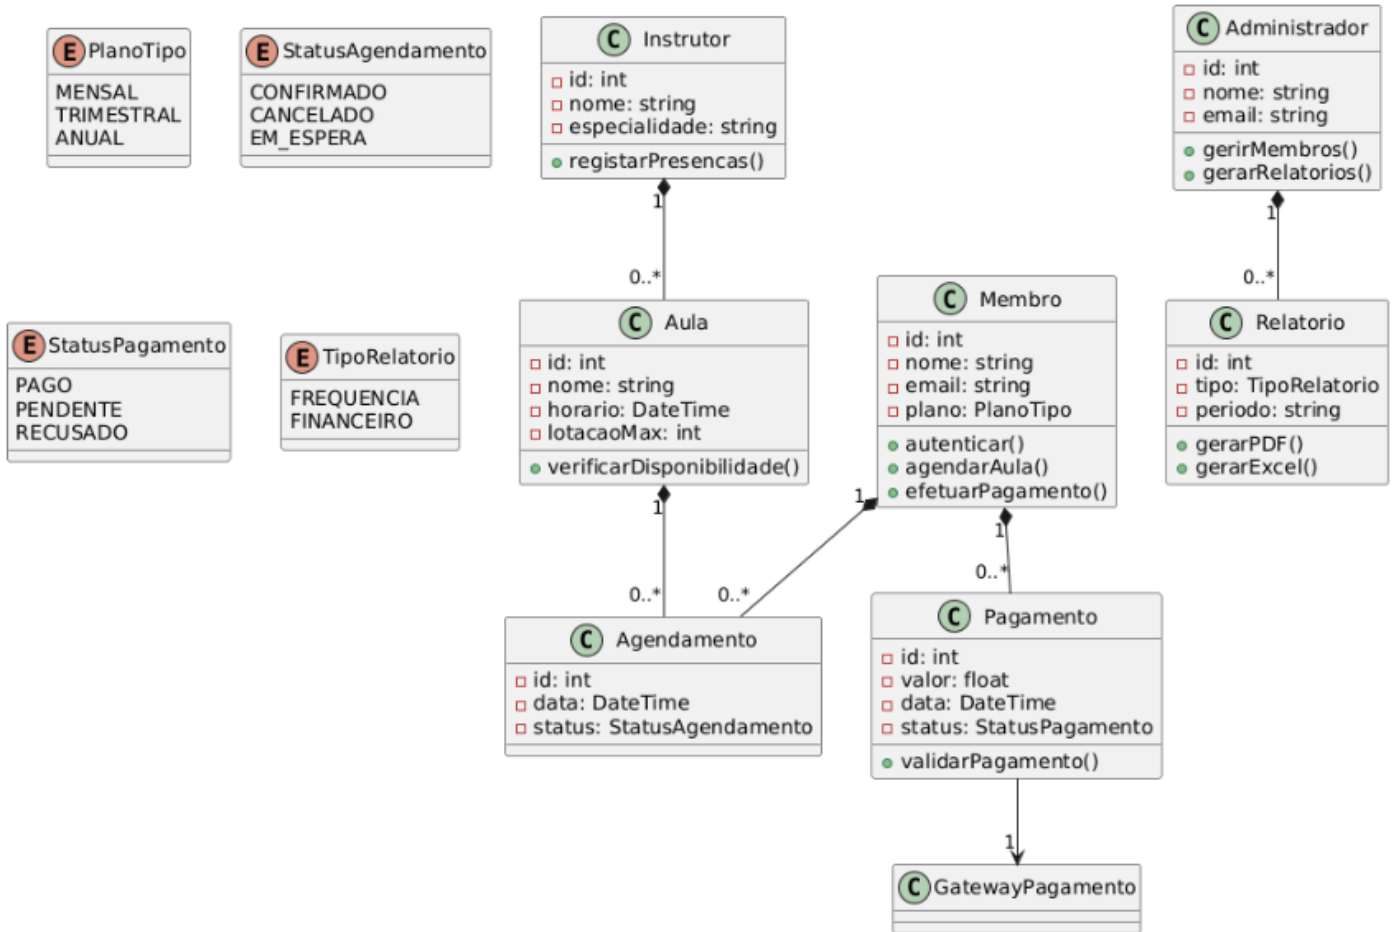 E PlanoTipo
MENSAL
TRIMESTRAL
ANUAL
E StatusAgendamento
CONFIRMADO
CANCELADO
EM_ESPERA
C Instrutor
id: int
nome: string
especialidade: string
registarPresencas()
1
0..*
C Administrador
id: int
nome: string
email: string
gerirMembros()
gerarRelatorios()
1
0..*
E StatusPagamento
PAGO
PENDENTE
RECUSADO
E TipoRelatorio
FREQUENCIA
FINANCEIRO
C Aula
id: int
nome: string
horario: DateTime
lotacaoMax: int
verificarDisponibilidade()
1
0..*
C Membro
id: int
nome: string
email: string
plano: PlanoTipo
autenticar()
agendarAula()
efetuarPagamento()
1
0..*
1
0..*
C Relatorio
id: int
tipo: TipoRelatorio
periodo: string
gerarPDF()
gerarExcel()
C Agendamento
id: int
data: DateTime
status: StatusAgendamento
C Pagamento
id: int
valor: float
data: DateTime
status: StatusPagamento
validarPagamento()
1
C GatewayPagamento